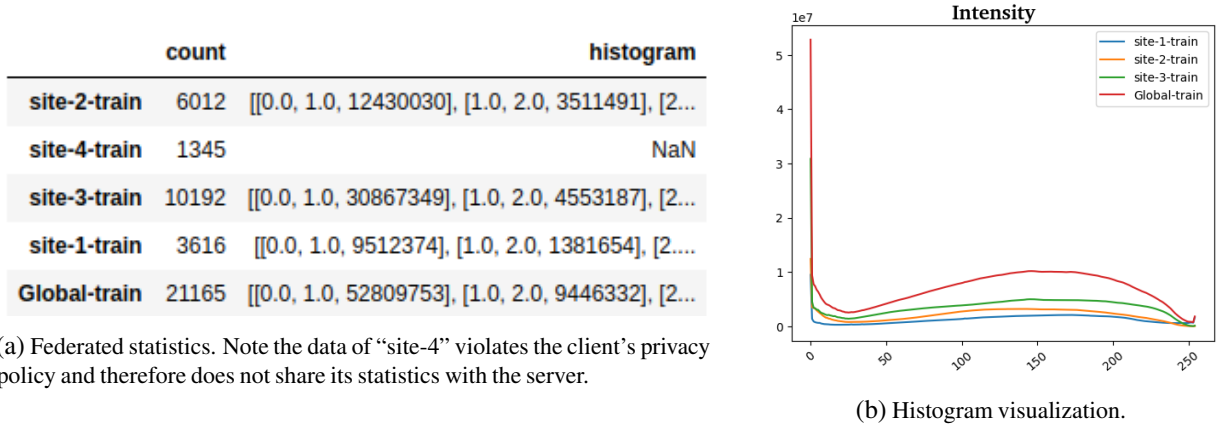 count histogram
site-2-train 6012 [[0.0, 1.0, 12430030], [1.0, 2.0, 3511491], [2...
site-4-train 1345 NaN
site-3-train 10192 [[0.0, 1.0, 30867349], [1.0, 2.0, 4553187], [2...
site-1-train 3616 [[0.0, 1.0, 9512374], [1.0, 2.0, 1381654], [2....
Global-train 21165 [[0.0, 1.0, 52809753], [1.0, 2.0, 9446332], [2...
(a) Federated statistics. Note the data of “site-4” violates the client’s privacy
policy and therefore does not share its statistics with the server.
Intensity
1e7
site-1-train
site-2-train
site-3-train
Global-train
5
4
3
2
1
0
0 50 100 150 200 250
(b) Histogram visualization.